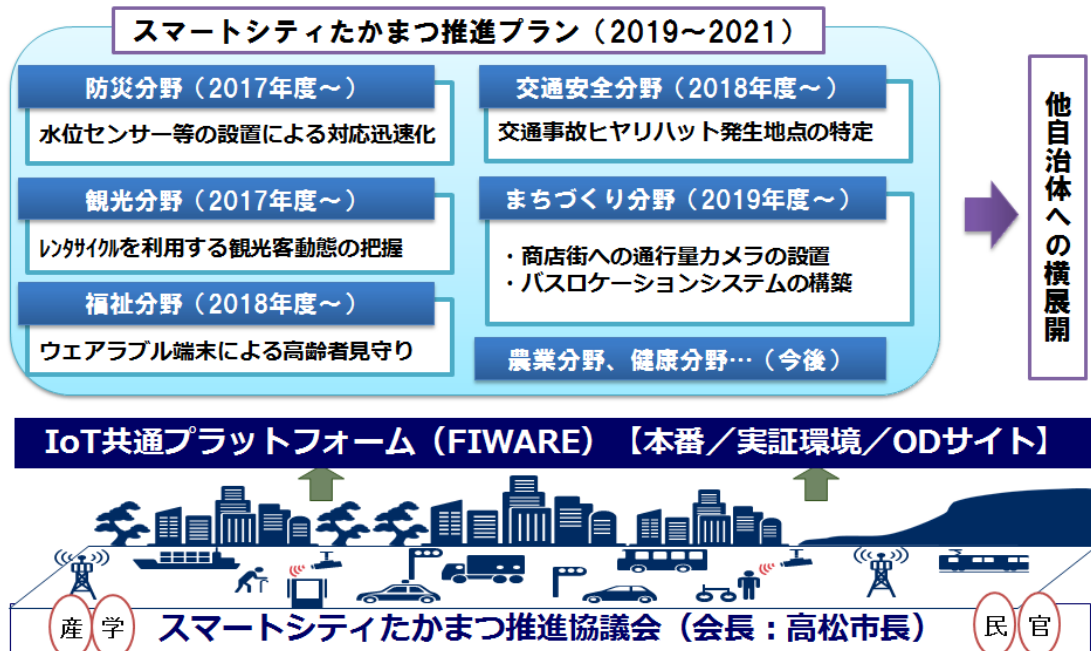 スマートシティたかまつ推進プラン（2019～2021）
防災分野（2017年度～）
水位センサー等の設置による対応迅速化
観光分野（2017年度～）
ﾚﾝﾀｻｲｸﾙを利用する観光客動態の把握
福祉分野（2018年度～）
ウェアラブル端末による高齢者見守り
交通安全分野（2018年度～）
交通事故ヒヤリハット発生地点の特定
まちづくり分野（2019年度～）
・商店街への通行量カメラの設置
・バスロケーションシステムの構築
農業分野、健康分野…（今後）
他自治体への横展開
IoT共通プラットフォーム（FIWARE）【本番／実証環境／ODサイト】
産 学 スマートシティたかまつ推進協議会（会長：高松市長） 民 官